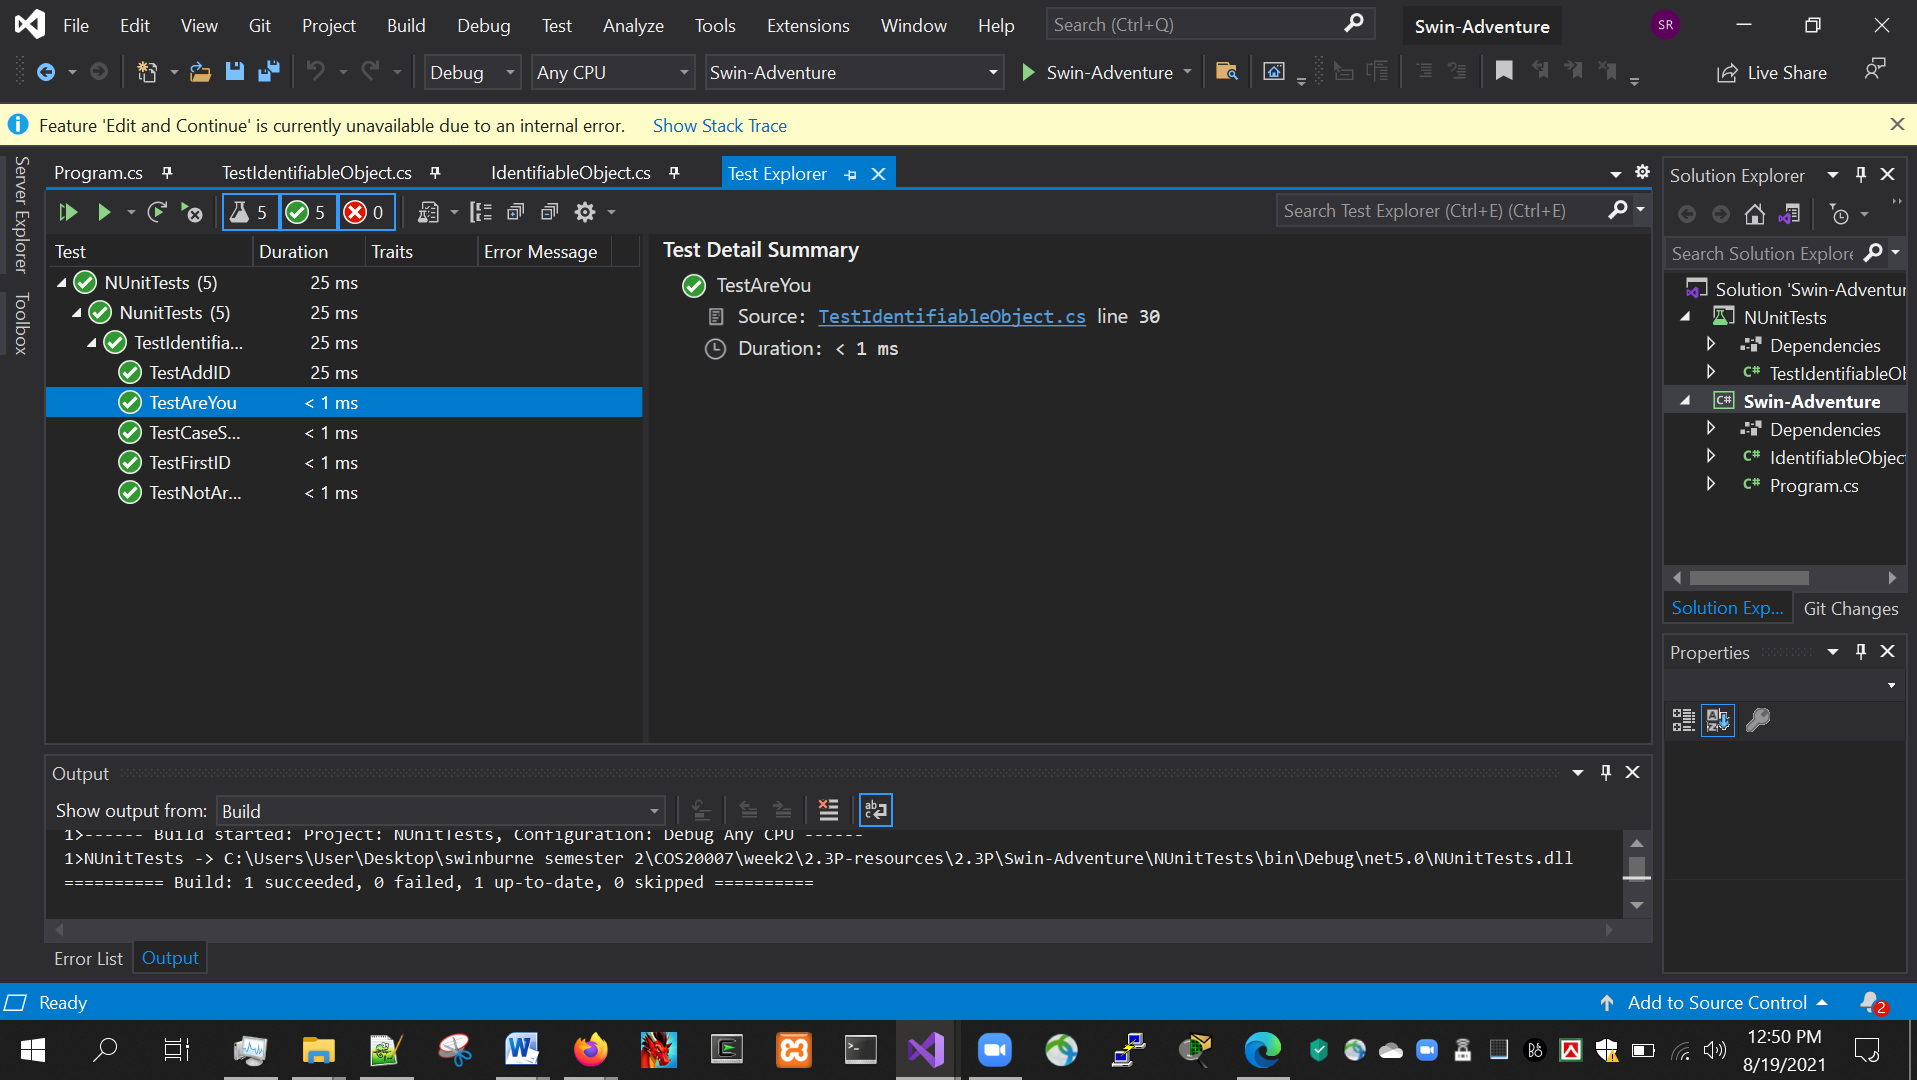 File Edit View Git Project Build Debug Test Analyze Tools Extensions Window Help Search (Ctrl+Q) Swin-Adventure SR
Debug Any CPU Swin-Adventure Swin-Adventure Live Share
Feature 'Edit and Continue' is currently unavailable due to an internal error. Show Stack Trace
Server Explorer
Toolbox
Program.cs TestIdentifiableObject.cs IdentifiableObject.cs Test Explorer
5 5 0 Search Test Explorer (Ctrl+E) (Ctrl+E)
Test Duration Traits Error Message
NUnitTests (5) 25 ms
NunitTests (5) 25 ms
TestIdentifia... 25 ms
TestAddID 25 ms
TestAreYou < 1 ms
TestCaseS... < 1 ms
TestFirstID < 1 ms
TestNotAr... < 1 ms
Test Detail Summary
TestAreYou
Source: TestIdentifiableObject.cs line 30
Duration: < 1 ms
Solution Explorer
Search Solution Explore
Solution 'Swin-Adventur
NUnitTests
Dependencies
C# TestIdentifiableOb
C# Swin-Adventure
Dependencies
C# IdentifiableObject
C# Program.cs
Solution Exp... Git Changes
Properties
Output
Show output from: Build
1>------ Build started: Project: NUnitTests, Configuration: Debug Any CPU ------
1>NUnitTests -> C:\Users\User\Desktop\swinburne semester 2\COS20007\week2\2.3P-resources\2.3P\Swin-Adventure\NUnitTests\bin\Debug\net5.0\NUnitTests.dll
========== Build: 1 succeeded, 0 failed, 1 up-to-date, 0 skipped ==========
Error List Output
Ready Add to Source Control 2
12:50 PM
8/19/2021